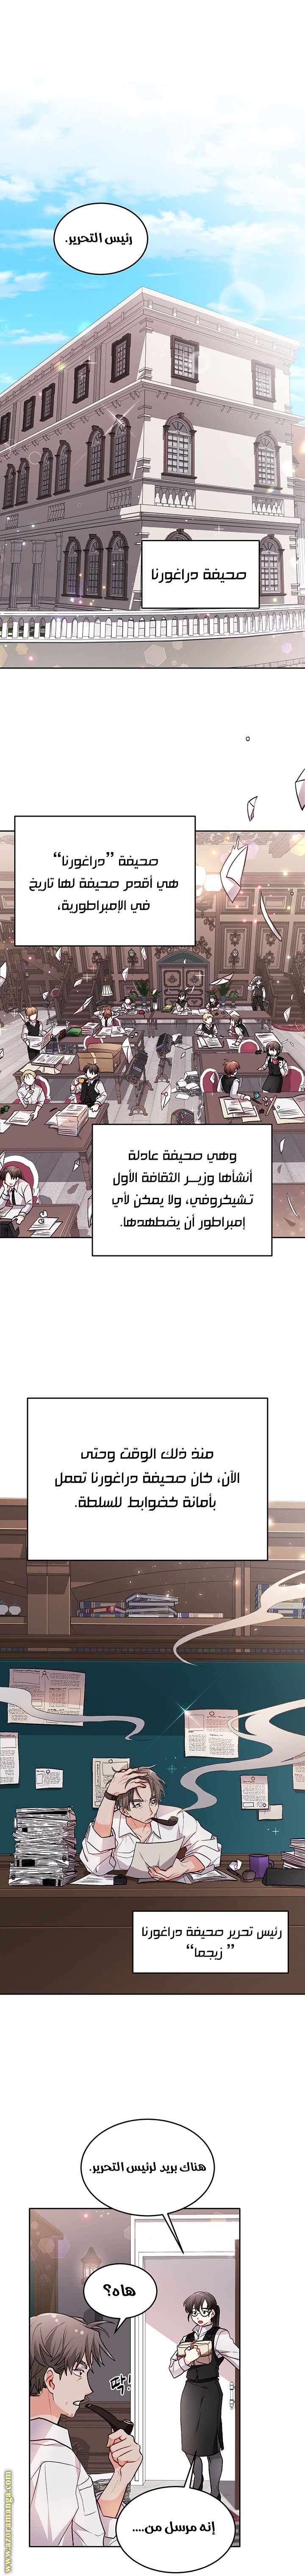 رئيس التحرير.
صحيفة دراغورنا
صحيفة ”دراغورنا“
هي أقدم صحيفة لها تاريخ
في الإمبراطورية،
وهي صحيفة عادلة
أنشأها وزيـــر الثقافة الأول
تشيكروفي، ولا يمكن لأي
إمبراطور أن يضطهدها.
منذ ذلك الوقت وحتى
الآن، كان صحيفة دراغورنا تعمل
بأمانة كضوابط للسلطة.
رئيس تحرير صحيفة دراغورنا
” زيجما“
هناك بريد لرئيس التحرير.
هاه؟
딱!
إنه مرسل من....
www.azoramanga.com